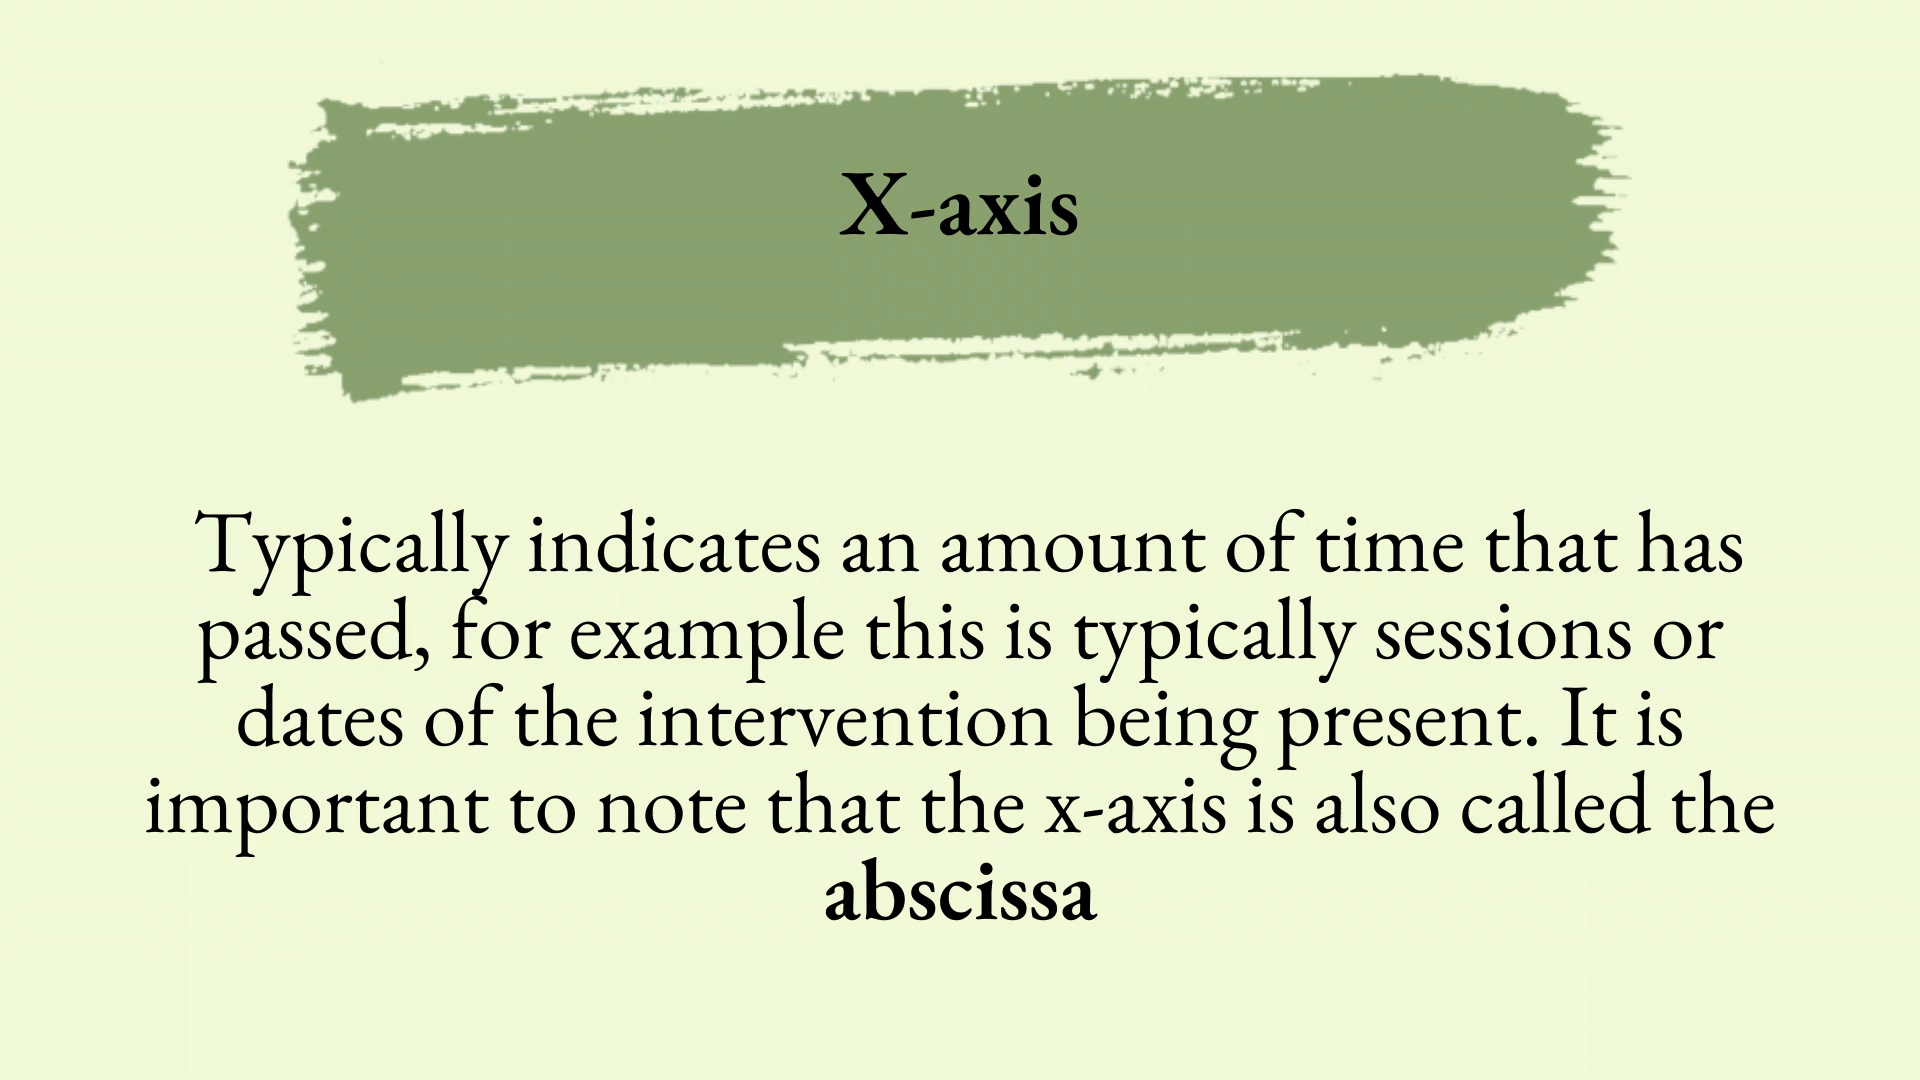 X-axis
Typically indicates an amount of time that has
passed, for example this is typically sessions or
dates of the intervention being present. It is
important to note that the x-axis is also called the
abscissa